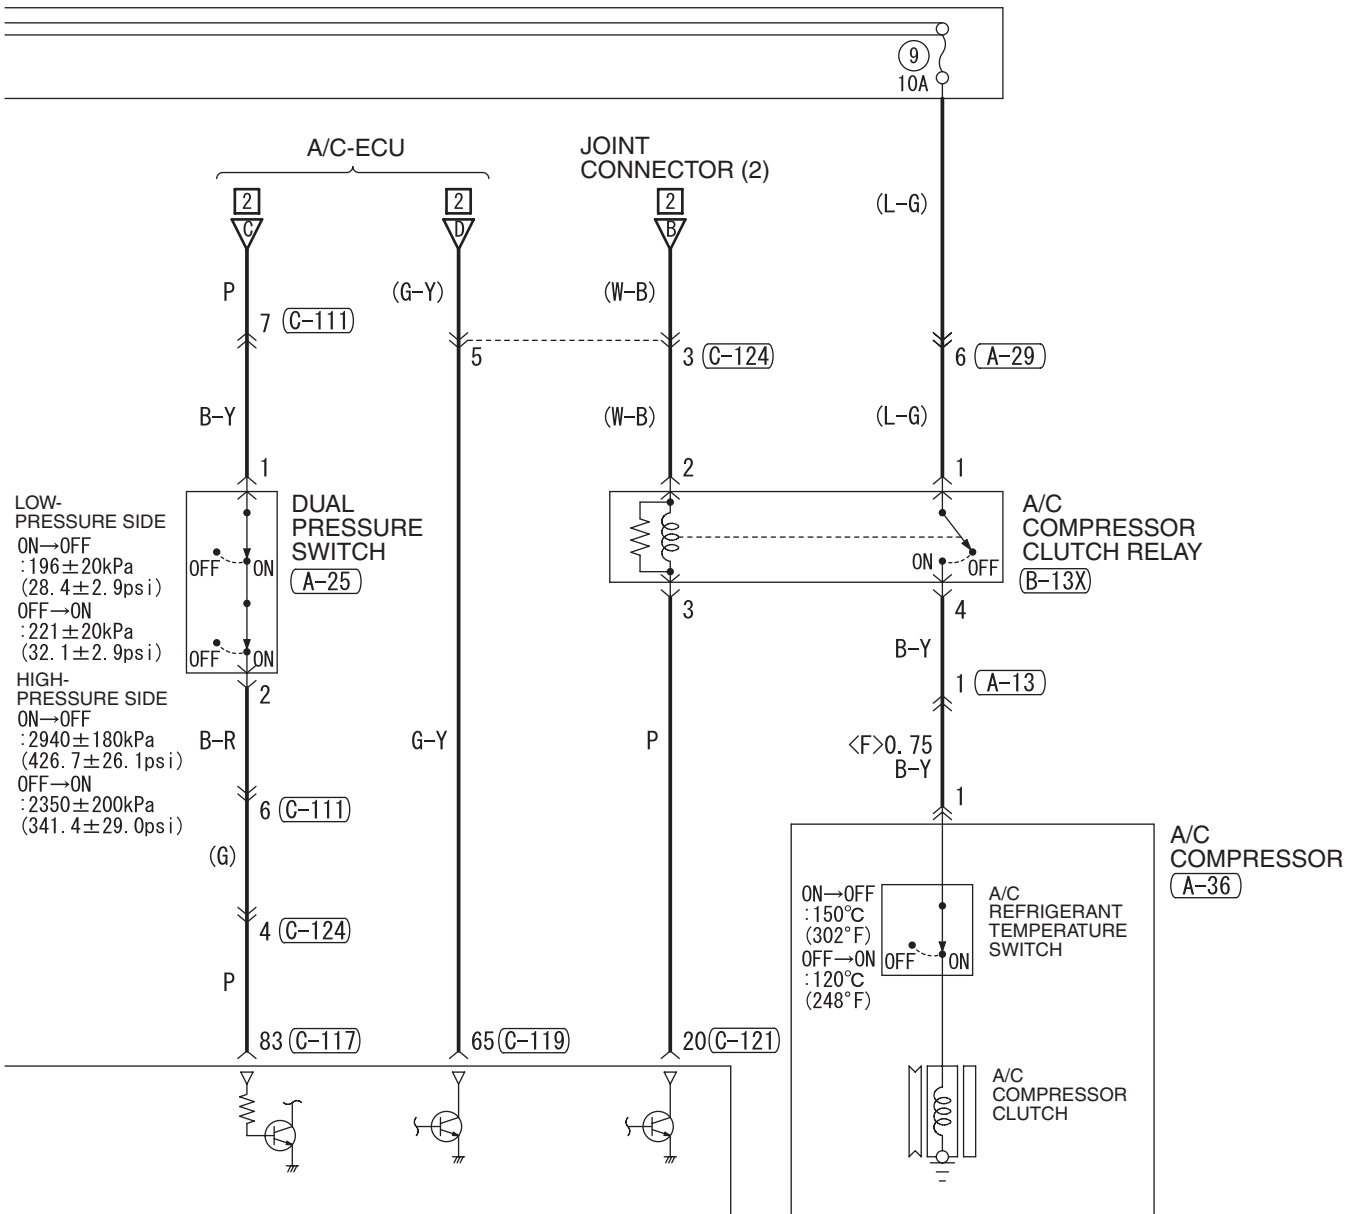 9
10A
A/C-ECU
JOINT
CONNECTOR (2)
2
2
2
C
D
B
(L-G)
P
(G-Y)
(W-B)
7 (C-111)
5
3 (C-124)
6 (A-29)
B-Y
(W-B)
(L-G)
1
2
1
LOW-
PRESSURE SIDE
ON→OFF
:196±20kPa
(28.4±2.9psi)
OFF→ON
:221±20kPa
(32.1±2.9psi)
HIGH-
PRESSURE SIDE
ON→OFF
:2940±180kPa
(426.7±26.1psi)
OFF→ON
:2350±200kPa
(341.4±29.0psi)
OFF ON
OFF ON
DUAL
PRESSURE
SWITCH
A-25
ON OFF
A/C
COMPRESSOR
CLUTCH RELAY
B-13X
2
3
4
B-Y
1 A-13
B-R
G-Y
P
<F>0.75
B-Y
1
6 C-111
(G)
4 C-124
P
83 C-117
65 C-119
20 C-121
A/C
COMPRESSOR
A-36
ON→OFF
:150°C
(302°F)
OFF→ON
:120°C
(248°F)
OFF ON
A/C
REFRIGERANT
TEMPERATURE
SWITCH
A/C
COMPRESSOR
CLUTCH